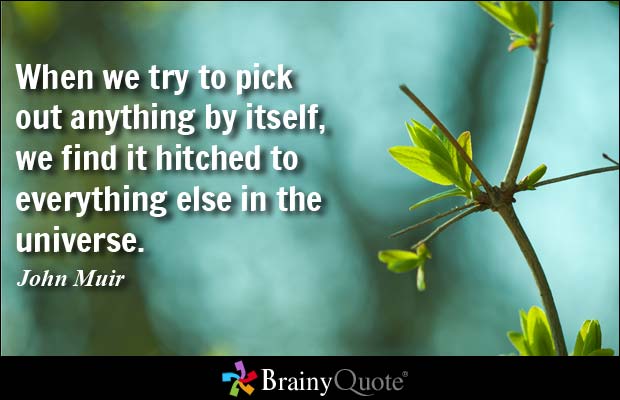 When we try to pick
out anything by itself,
we find it hitched to
everything else in the
universe.
John Muir
BrainyQuote®